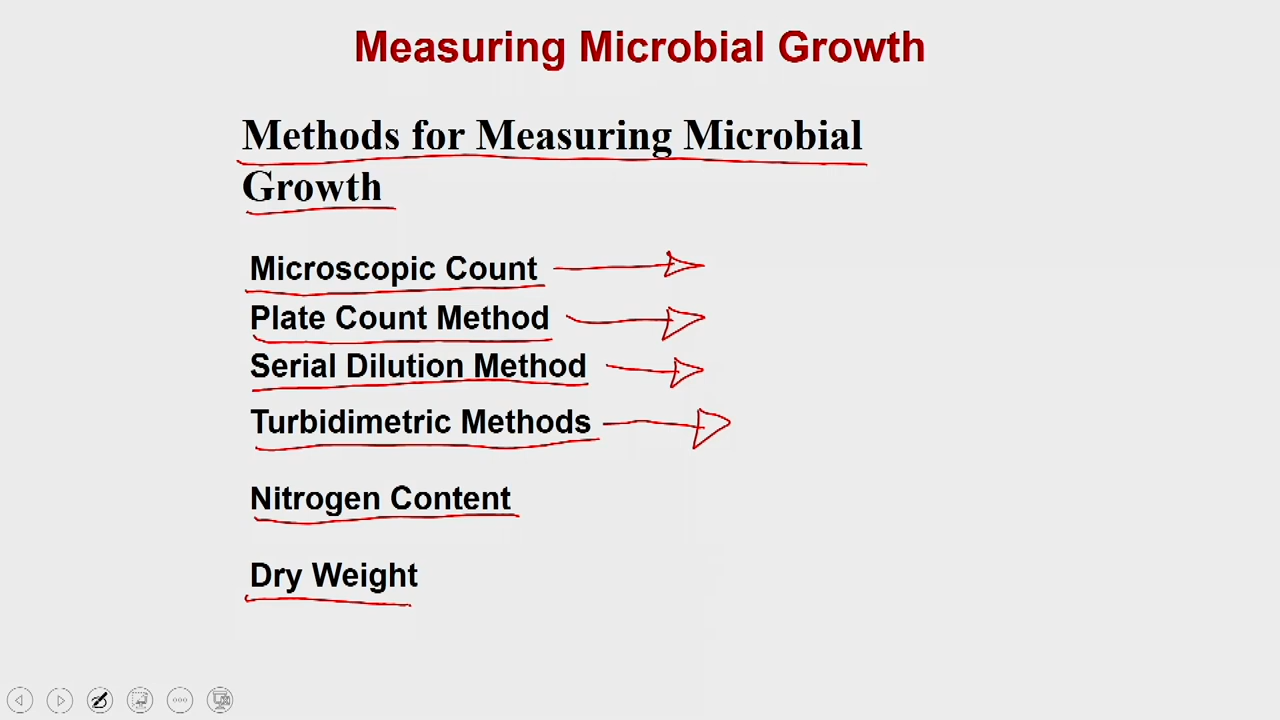 Measuring Microbial Growth
Methods for Measuring Microbial
Growth
Microscopic Count
Plate Count Method
Serial Dilution Method
Turbidimetric Methods
Nitrogen Content
Dry Weight